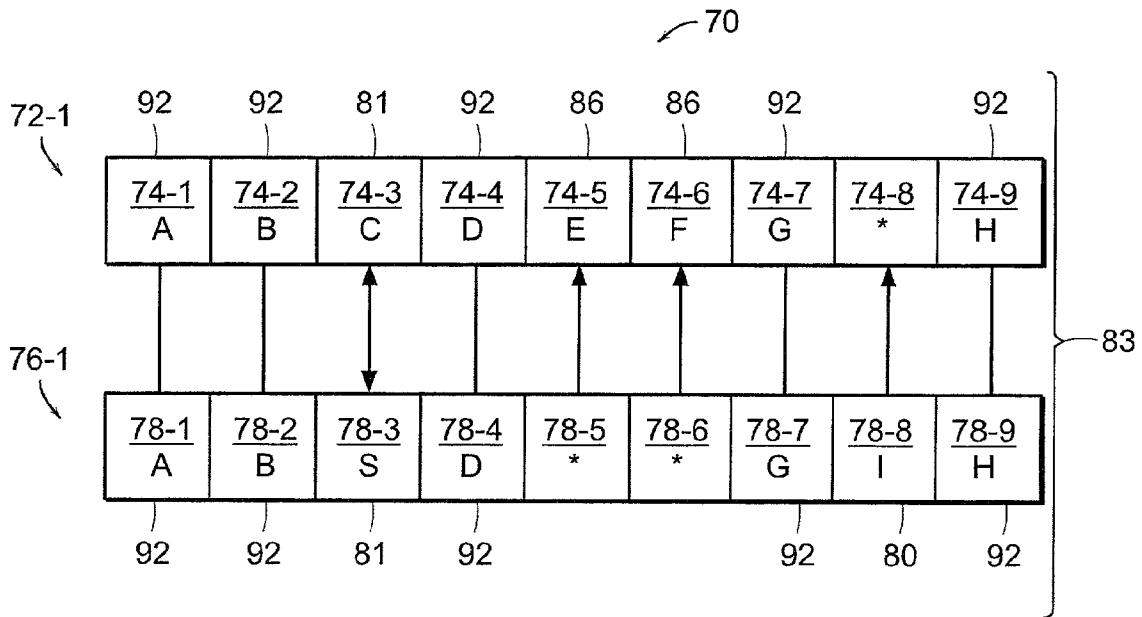 70
92 92 81 92 86 86 92 92
72-1
74-1 74-2 74-3 74-4 74-5 74-6 74-7 74-8 74-9
A B C D E F G * H
83
76-1
78-1 78-2 78-3 78-4 78-5 78-6 78-7 78-8 78-9
A B S D * * G I H
92 92 81 92 92 80 92